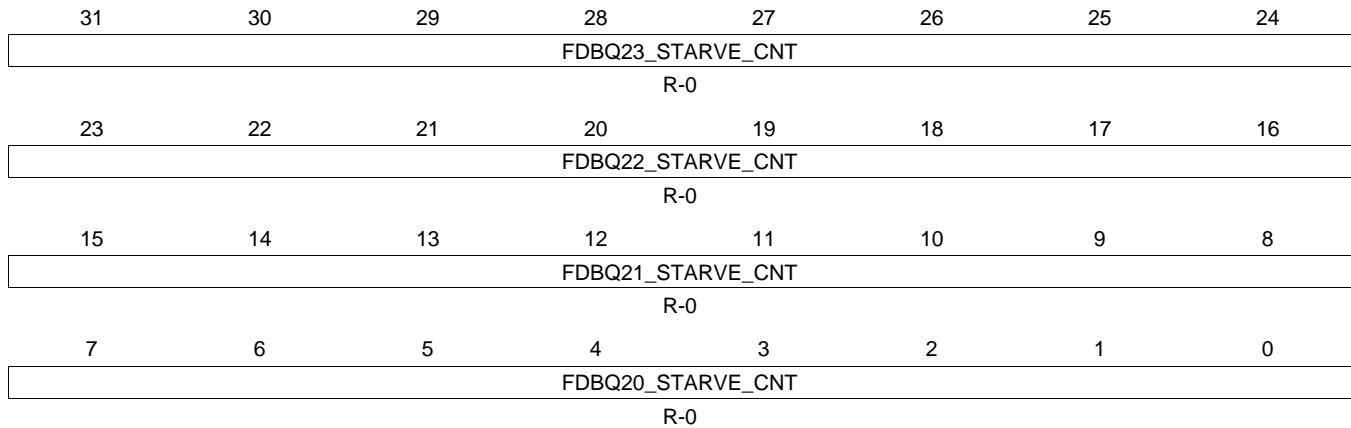 31 30 29 28 27 26 25 24
FDBQ23_STARVE_CNT
R-0
23 22 21 20 19 18 17 16
FDBQ22_STARVE_CNT
R-0
15 14 13 12 11 10 9 8
FDBQ21_STARVE_CNT
R-0
7 6 5 4 3 2 1 0
FDBQ20_STARVE_CNT
R-0